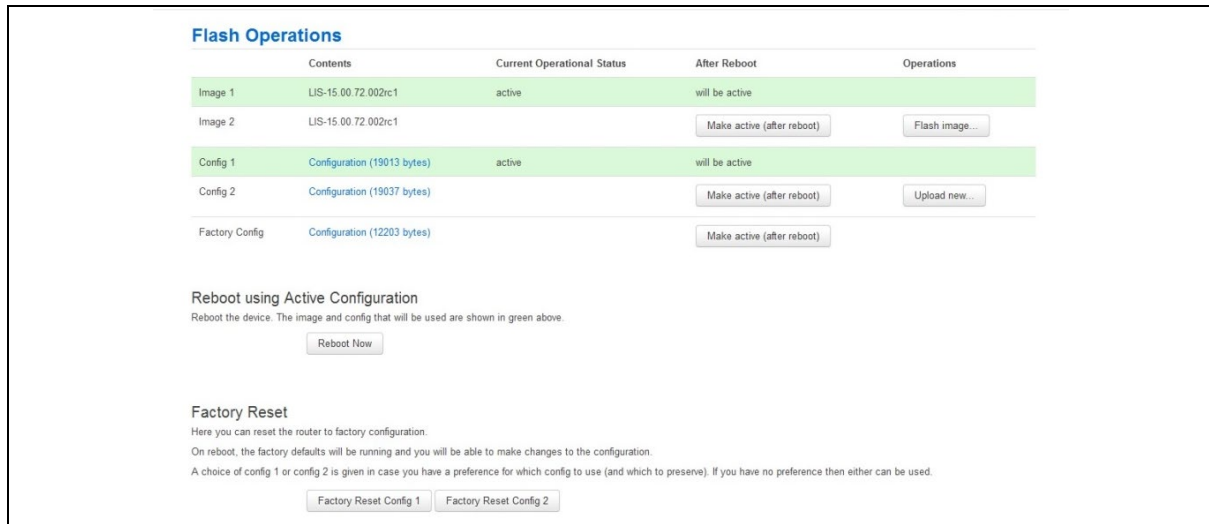 Flash Operations
Contents Current Operational Status After Reboot Operations
Image 1 LIS-15.00.72.002rc1 active will be active
Image 2 LIS-15.00.72.002rc1 Make active (after reboot) Flash image...
Config 1 Configuration (19013 bytes) active will be active
Config 2 Configuration (19037 bytes) Make active (after reboot) Upload new...
Factory Config Configuration (12203 bytes) Make active (after reboot)
Reboot using Active Configuration
Reboot the device. The image and config that will be used are shown in green above.
Reboot Now
Factory Reset
Here you can reset the router to factory configuration.
On reboot, the factory defaults will be running and you will be able to make changes to the configuration.
A choice of config 1 or config 2 is given in case you have a preference for which config to use (and which to preserve). If you have no preference then either can be used.
Factory Reset Config 1 Factory Reset Config 2